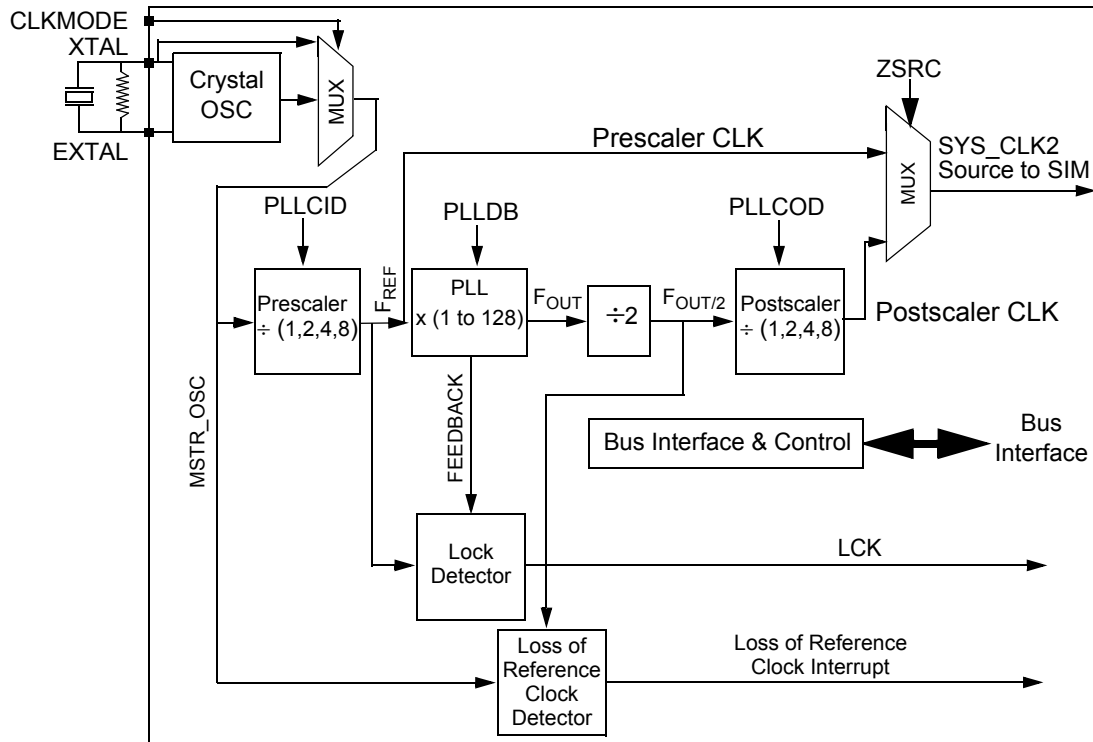 CLKMODE
XTAL
EXTAL
Crystal
OSC
MUX
ZSRC
Prescaler CLK
MUX
SYS_CLK2
Source to SIM
PLLCID
PLLDB
PLLCOD
Prescaler
÷ (1,2,4,8)
FREF
PLL
x (1 to 128)
FOUT
÷2
FOUT/2
Postscaler
÷ (1,2,4,8)
Postscaler CLK
MSTR_OSC
FEEDBACK
Bus Interface & Control
Bus
Interface
Lock
Detector
LCK
Loss of
Reference
Clock
Detector
Loss of Reference
Clock Interrupt